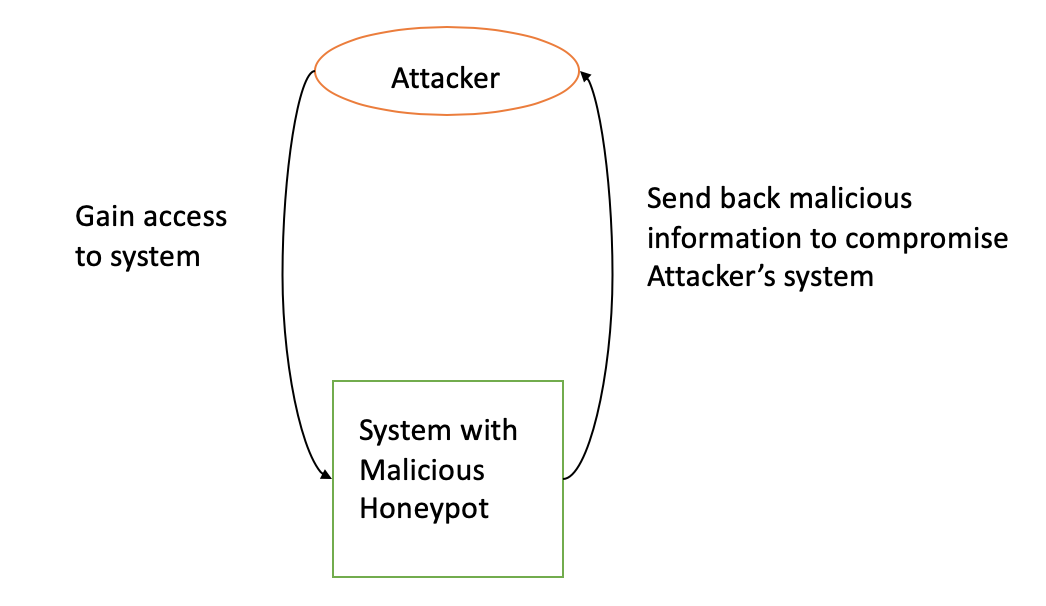 Attacker
Gain access
to system
Send back malicious
information to compromise
Attacker’s system
System with
Malicious
Honeypot